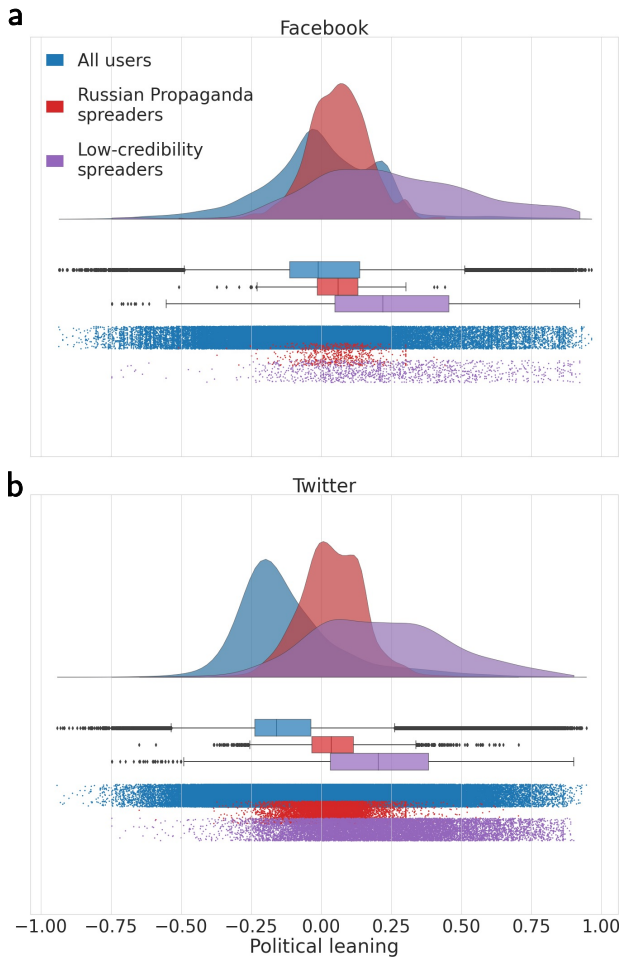 a
Facebook
All users
Russian Propaganda
spreaders
Low-credibility
spreaders
b
Twitter
−1.00 −0.75 −0.50 −0.25 0.00 0.25 0.50 0.75 1.00
Political leaning